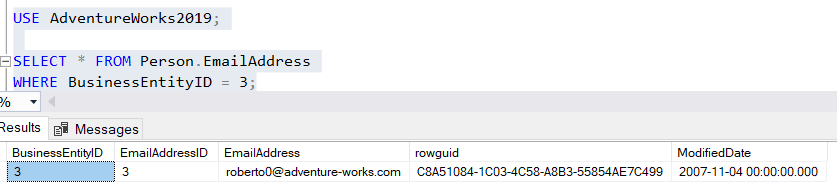 USE AdventureWorks2019;
SELECT * FROM Person.EmailAddress
WHERE BusinessEntityID = 3;
%
Results Messages
BusinessEntityID EmailAddressID EmailAddress rowguid ModifiedDate
3 3 roberto0@adventure-works.com C8A51084-1C03-4C58-A8B3-55854AE7C499 2007-11-04 00:00:00.000